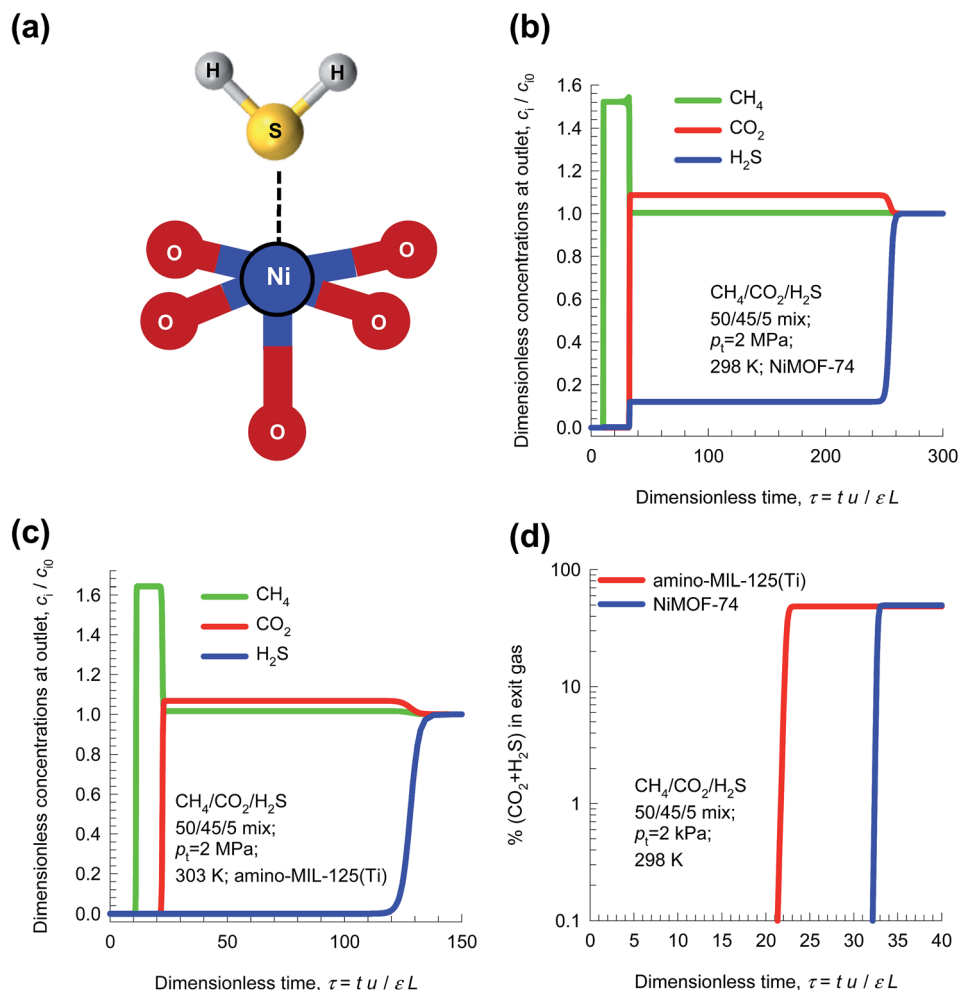 (a)
H
H
S
O
O
Ni
O
O
O
(b)
Dimensionless concentrations at outlet, cᵢ / cᵢ₀
1.6
1.4
1.2
1.0
0.8
0.6
0.4
0.2
0.0
CH₄
CO₂
H₂S
CH₄/CO₂/H₂S
50/45/5 mix;
pₜ=2 MPa;
298 K; NiMOF-74
0
100
200
300
Dimensionless time, τ = t u / ε L
(c)
Dimensionless concentrations at outlet, cᵢ / cᵢ₀
1.6
1.4
1.2
1.0
0.8
0.6
0.4
0.2
0.0
CH₄
CO₂
H₂S
CH₄/CO₂/H₂S
50/45/5 mix;
pₜ=2 MPa;
303 K; amino-MIL-125(Ti)
0
50
100
150
Dimensionless time, τ = t u / ε L
(d)
% (CO₂+H₂S) in exit gas
100
10
1
0.1
amino-MIL-125(Ti)
NiMOF-74
CH₄/CO₂/H₂S
50/45/5 mix;
pₜ=2 kPa;
298 K
0
5
10
15
20
25
30
35
40
Dimensionless time, τ = t u / ε L